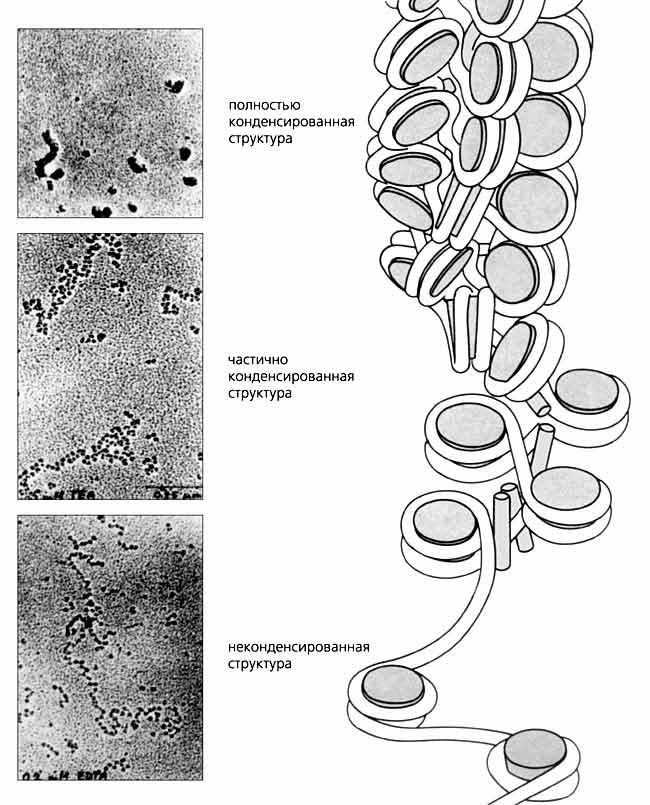 полностью
конденсированная
структура
частично
конденсированная
структура
неконденсированная
структура